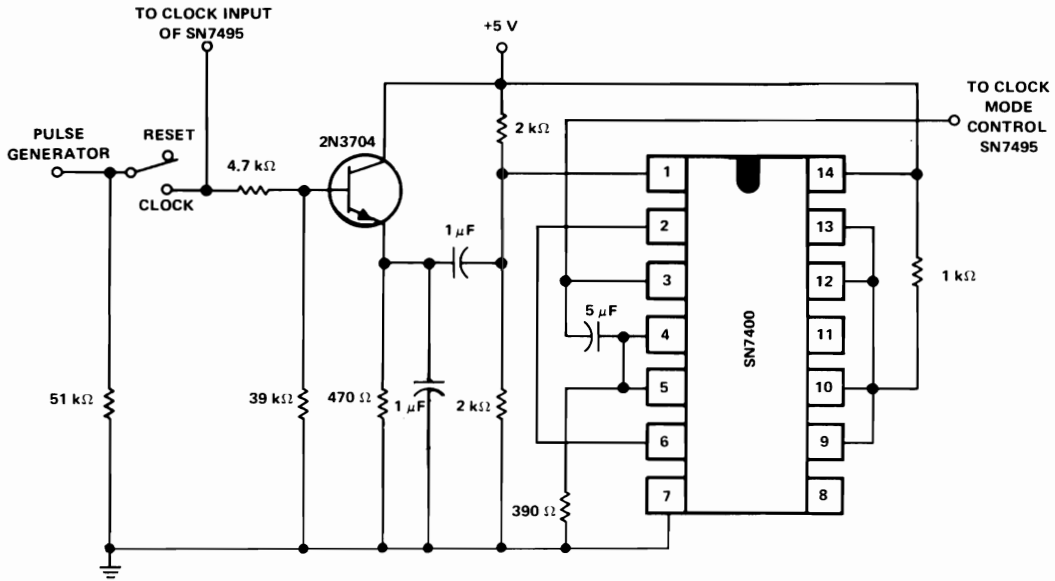 TO CLOCK INPUT
OF SN7495
+5 V
TO CLOCK
MODE
CONTROL
SN7495
PULSE
GENERATOR
RESET
CLOCK
4.7 kΩ
2N3704
2 kΩ
1 μF
51 kΩ
39 kΩ
470 Ω
1 μF
2 kΩ
5 μF
390 Ω
1 kΩ
SN7400
1
2
3
4
5
6
7
14
13
12
11
10
9
8